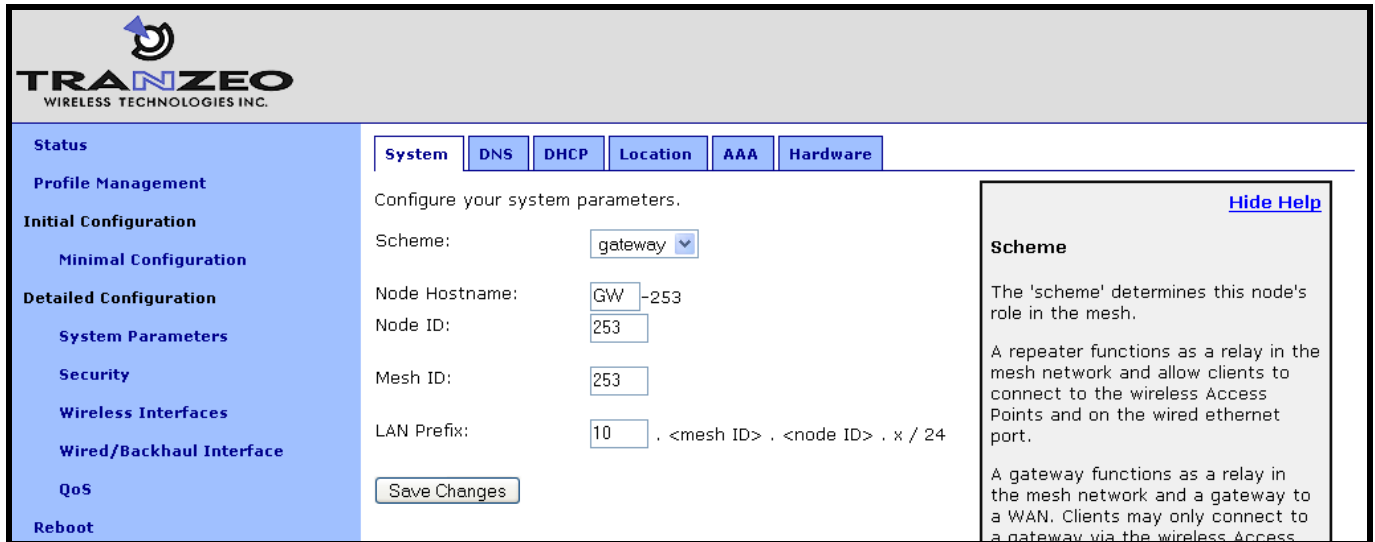 TRANZEO
WIRELESS TECHNOLOGIES INC.
Status
Profile Management
Initial Configuration
Minimal Configuration
Detailed Configuration
System Parameters
Security
Wireless Interfaces
Wired/Backhaul Interface
QoS
Reboot
System DNS DHCP Location AAA Hardware
Configure your system parameters.
Scheme: gateway
Node Hostname: GW -253
Node ID: 253
Mesh ID: 253
LAN Prefix: 10 . <mesh ID> . <node ID> . x / 24
Save Changes
Hide Help
Scheme
The 'scheme' determines this node's
role in the mesh.
A repeater functions as a relay in the
mesh network and allow clients to
connect to the wireless Access
Points and on the wired ethernet
port.
A gateway functions as a relay in
the mesh network and a gateway to
a WAN. Clients may only connect to
a gateway via the wireless Access